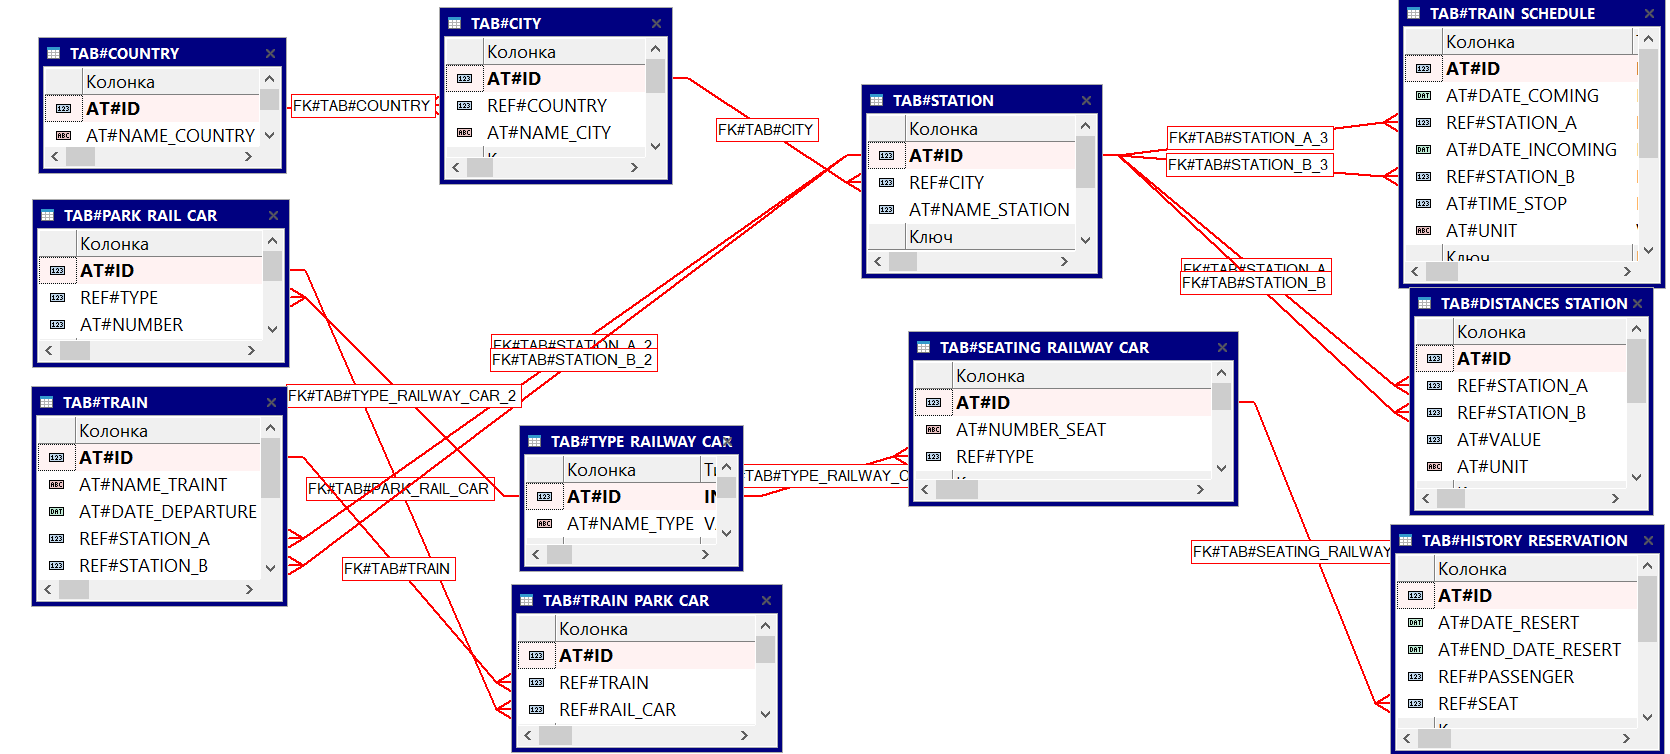 TAB#COUNTRY
Колонка
AT#ID
AT#NAME_COUNTRY
FK#TAB#COUNTRY
TAB#CITY
Колонка
AT#ID
REF#COUNTRY
AT#NAME_CITY
FK#TAB#CITY
TAB#STATION
Колонка
AT#ID
REF#CITY
AT#NAME_STATION
Ключ
FK#TAB#STATION_A_3
FK#TAB#STATION_B_3
TAB#TRAIN SCHEDULE
Колонка
AT#ID
AT#DATE_COMING
REF#STATION_A
AT#DATE_INCOMING
REF#STATION_B
AT#TIME_STOP
AT#UNIT
Ключ
TAB#PARK RAIL CAR
Колонка
AT#ID
REF#TYPE
AT#NUMBER
FK#TAB#STATION_A
FK#TAB#STATION_B
TAB#DISTANCES STATION
Колонка
AT#ID
REF#STATION_A
REF#STATION_B
AT#VALUE
AT#UNIT
FK#TAB#STATION_A_2
FK#TAB#STATION_B_2
FK#TAB#TYPE_RAILWAY_CAR_2
TAB#TRAIN
Колонка
AT#ID
AT#NAME_TRAINT
AT#DATE_DEPARTURE
REF#STATION_A
REF#STATION_B
FK#TAB#PARK_RAIL_CAR
FK#TAB#TRAIN
TAB#TYPE RAILWAY CAR
Колонка
AT#ID
AT#NAME_TYPE
TAB#TYPE_RAILWAY_C
TAB#SEATING RAILWAY CAR
Колонка
AT#ID
AT#NUMBER_SEAT
REF#TYPE
FK#TAB#SEATING_RAILWAY
TAB#TRAIN PARK CAR
Колонка
AT#ID
REF#TRAIN
REF#RAIL_CAR
TAB#HISTORY RESERVATION
Колонка
AT#ID
AT#DATE_RESERT
AT#END_DATE_RESERT
REF#PASSENGER
REF#SEAT